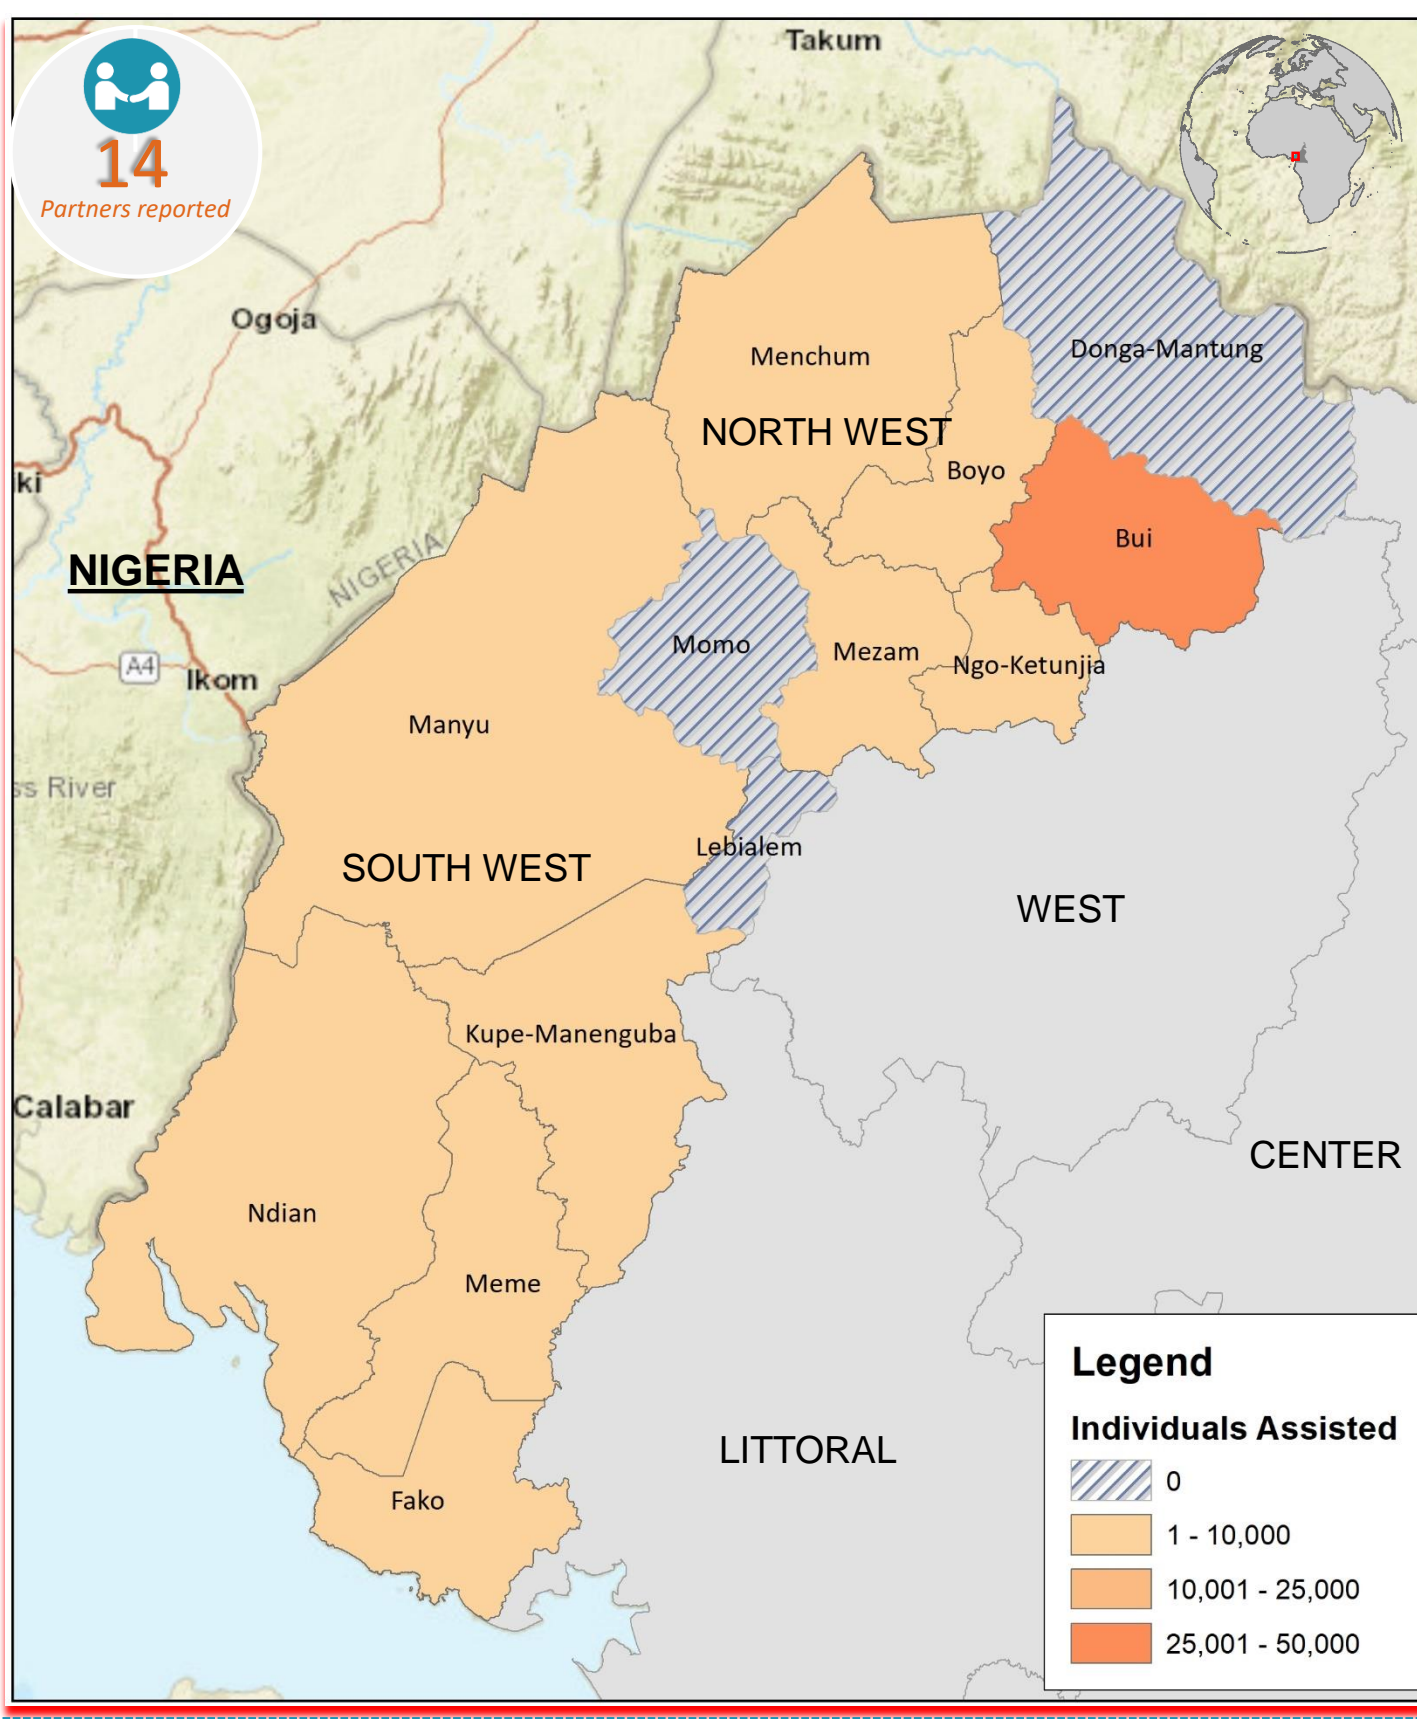 Takum
14
Partners reported
Ogoja
Menchum
Donga-Mantung
NORTH WEST
Boyo
ki
Bui
NIGERIA
NIGERIA
Momo
Mezam
Ngo-Ketunjia
A4
Ikom
Manyu
ss River
Lebialem
SOUTH WEST
WEST
Kupe-Manenguba
Calabar
CENTER
Ndian
Meme
Legend
Individuals Assisted
LITTORAL
0
Fako
1 - 10,000
10,001 - 25,000
25,001 - 50,000